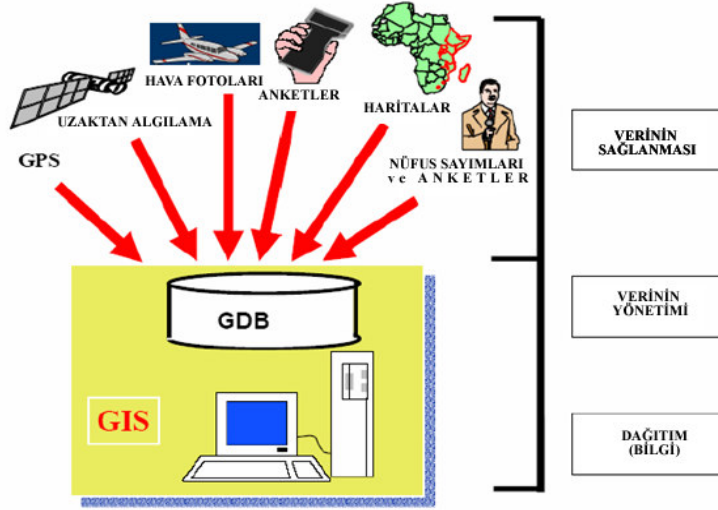 HAVA FOTOLARI
ANKETLER
HARİTALAR
UZAKTAN ALGILAMA
GPS
NÜFUS SAYIMLARI
ve ANKETLER
VERİNİN
SAĞLANMASI
GDB
VERİNİN
YÖNETİMİ
GIS
DAĞITIM
(BİLGİ)